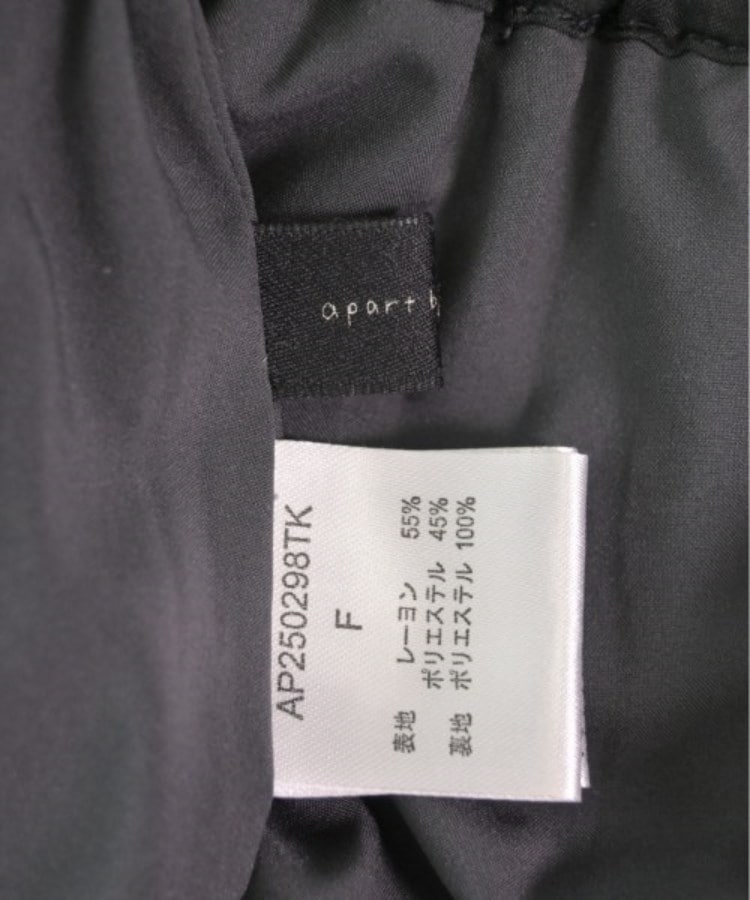 apart b
AP250298TK
F
表地 レーヨン 55%
ポリエステル 45%
裏地 ポリエステル 100%